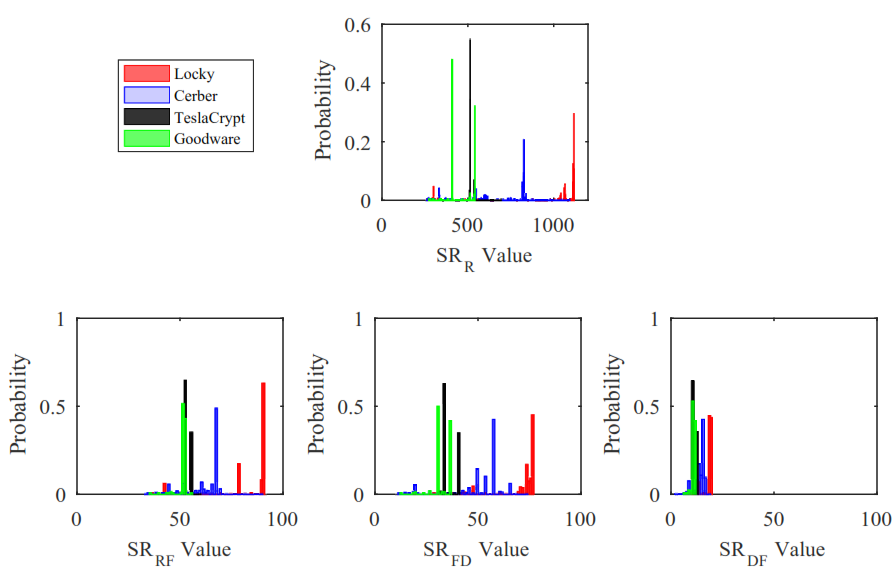 Locky
Cerber
TeslaCrypt
Goodware
0.6
0.4
0.2
0
Probability
0 500 1000
SR_R Value
1
0.5
0
Probability
0 50 100
SR_RF Value
1
0.5
0
Probability
0 50 100
SR_FD Value
1
0.5
0
Probability
0 50 100
SR_DF Value